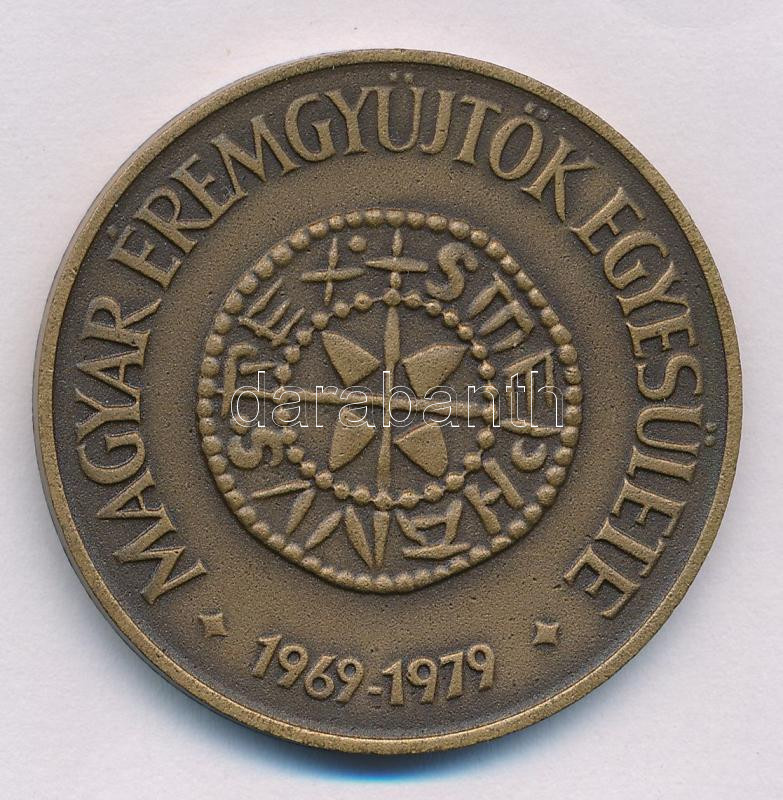 MAGYAR ÉREMGYŰJTŐK EGYESÜLETE
1969-1979
darabanth